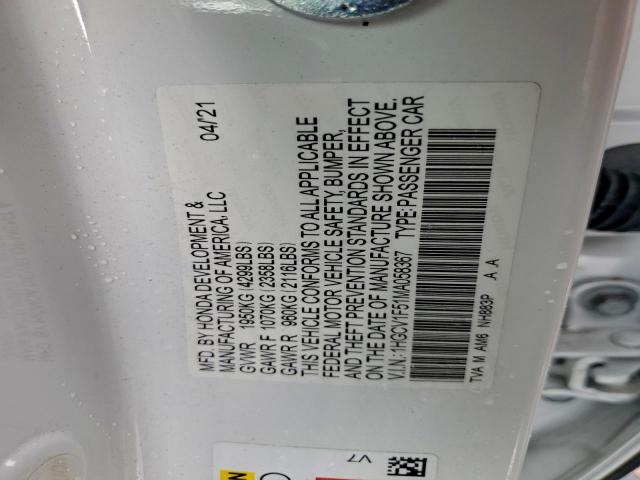 MFD. BY HONDA DEVELOPMENT & 04/21
MANUFACTURING OF AMERICA, LLC
GVWR 1950KG(4299LBS)
GAWR F 1070KG(2358LBS)
GAWR R 960KG(2116LBS)
THIS VEHICLE CONFORMS TO ALL APPLICABLE
FEDERAL MOTOR VEHICLE SAFETY, BUMPER,
AND THEFT PREVENTION STANDARDS IN EFFECT
ON THE DATE OF MANUFACTURE SHOWN ABOVE.
V.I.N.:1HGCV1F51MA058367 TYPE:PASSENGER CAR
TVA M AM6 NH883P A A
V7